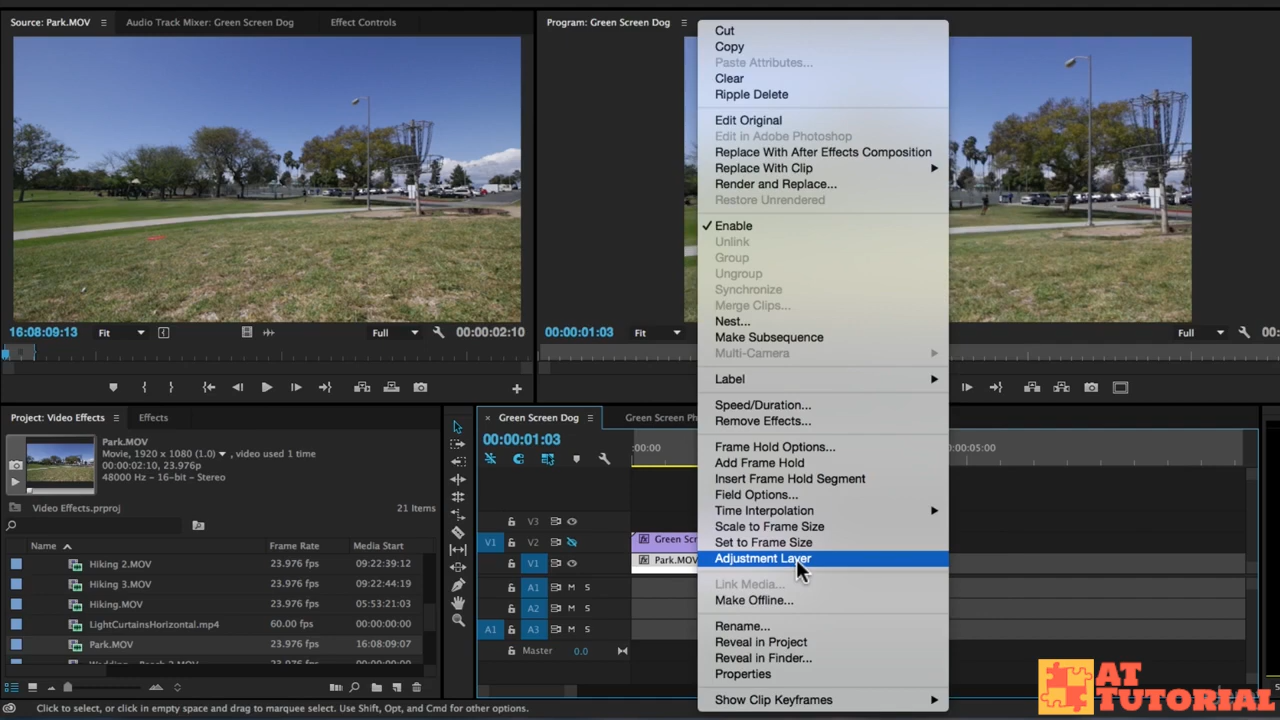 Source: Park.MOV
Audio Track Mixer: Green Screen Dog
Effect Controls
16:08:09:13
Fit
Full
00:00:02:10
Program: Green Screen Dog
00:00:01:03
Fit
Full
Cut
Copy
Paste Attributes...
Clear
Ripple Delete
Edit Original
Edit in Adobe Photoshop
Replace With After Effects Composition
Replace With Clip
Render and Replace...
Restore Unrendered
Enable
Unlink
Group
Ungroup
Synchronize
Merge Clips...
Nest...
Make Subsequence
Multi-Camera
Label
Speed/Duration...
Remove Effects...
Frame Hold Options...
Add Frame Hold
Insert Frame Hold Segment
Field Options...
Time Interpolation
Scale to Frame Size
Set to Frame Size
Adjustment Layer
Link Media...
Make Offline...
Rename...
Reveal in Project
Reveal in Finder...
Properties
Show Clip Keyframes
Project: Video Effects
Effects
Park.MOV
Movie, 1920 x 1080 (1.0) , video used 1 time
00:00:02:10, 23.976p
48000 Hz - 16-bit - Stereo
Video Effects.prproj
21 Items
Name Frame Rate Media Start
Hiking 2.MOV 23.976 fps 09:22:39:12
Hiking 3.MOV 23.976 fps 09:22:44:19
Hiking.MOV 23.976 fps 05:53:21:03
LightCurtainsHorizontal.mp4 60.00 fps 00:00:00:00
Park.MOV 23.976 fps 16:08:09:07
Green Screen Dog
Green Screen Ph
00:00:01:03
:00:00
00:00:05:00
V3
V1 V2 Green Scr
V1 Park.MOV
A1 M S
A2 M S
A1 A3 M S
Master 0.0
Click to select, or click in empty space and drag to marquee select. Use Shift, Opt, and Cmd for other options.
AT
TUTORIAL